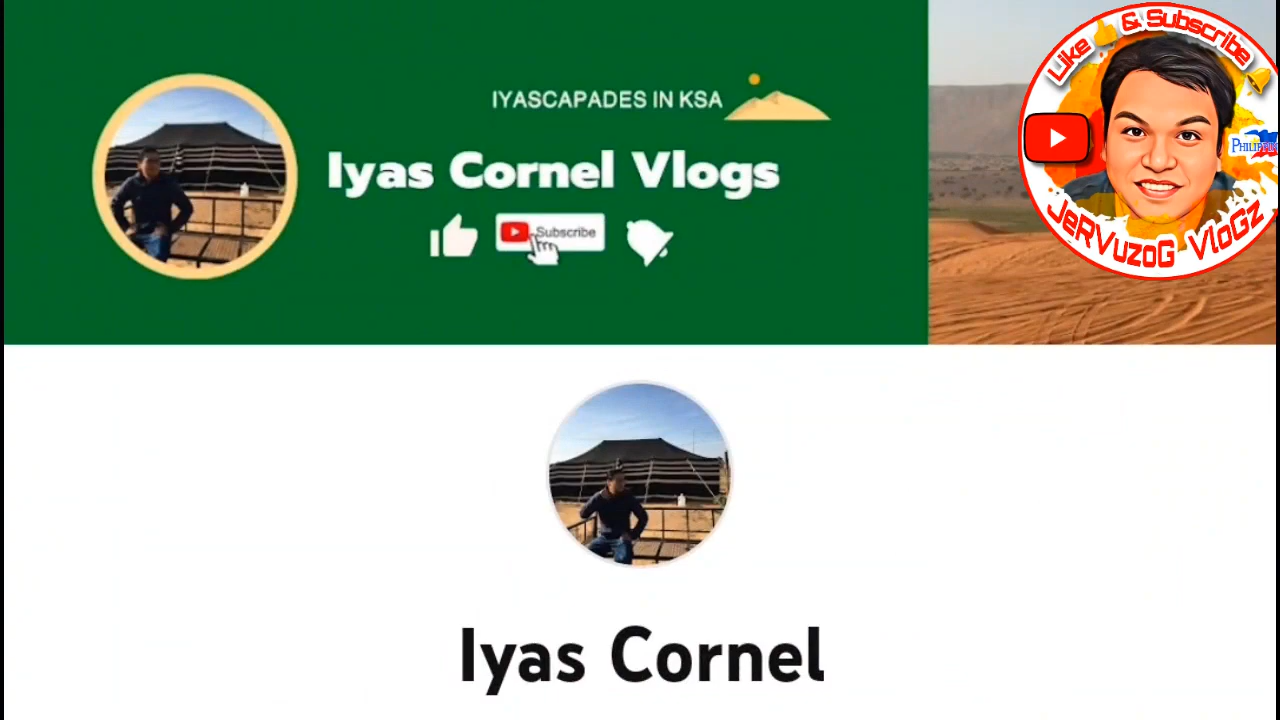 IYASCAPADES IN KSA
Iyas Cornel Vlogs
Subscribe
Like & Subscribe
JeRVuzoG VloGz
Iyas Cornel